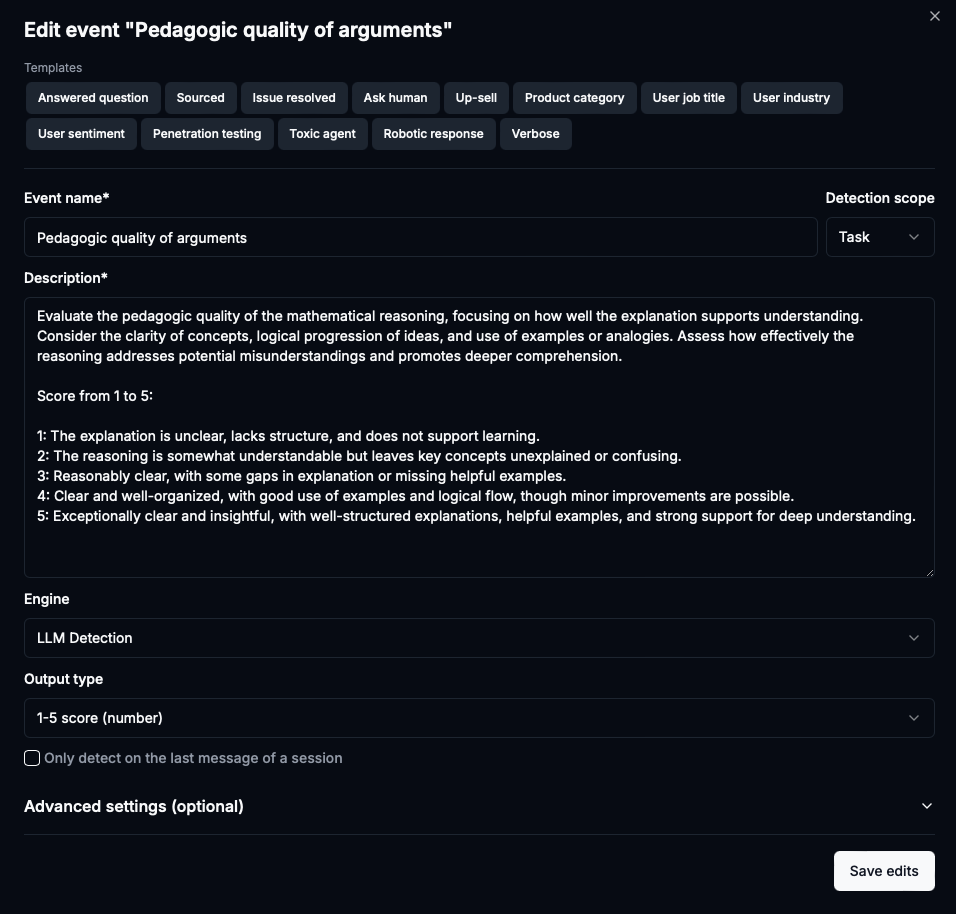 Edit event "Pedagogic quality of arguments"
Templates
Answered question Sourced Issue resolved Ask human Up-sell Product category User job title User industry
User sentiment Penetration testing Toxic agent Robotic response Verbose
Event name* Detection scope
Pedagogic quality of arguments Task
Description*
Evaluate the pedagogic quality of the mathematical reasoning, focusing on how well the explanation supports understanding.
Consider the clarity of concepts, logical progression of ideas, and use of examples or analogies. Assess how effectively the
reasoning addresses potential misunderstandings and promotes deeper comprehension.
Score from 1 to 5:
1: The explanation is unclear, lacks structure, and does not support learning.
2: The reasoning is somewhat understandable but leaves key concepts unexplained or confusing.
3: Reasonably clear, with some gaps in explanation or missing helpful examples.
4: Clear and well-organized, with good use of examples and logical flow, though minor improvements are possible.
5: Exceptionally clear and insightful, with well-structured explanations, helpful examples, and strong support for deep understanding.
Engine
LLM Detection
Output type
1-5 score (number)
Only detect on the last message of a session
Advanced settings (optional)
Save edits